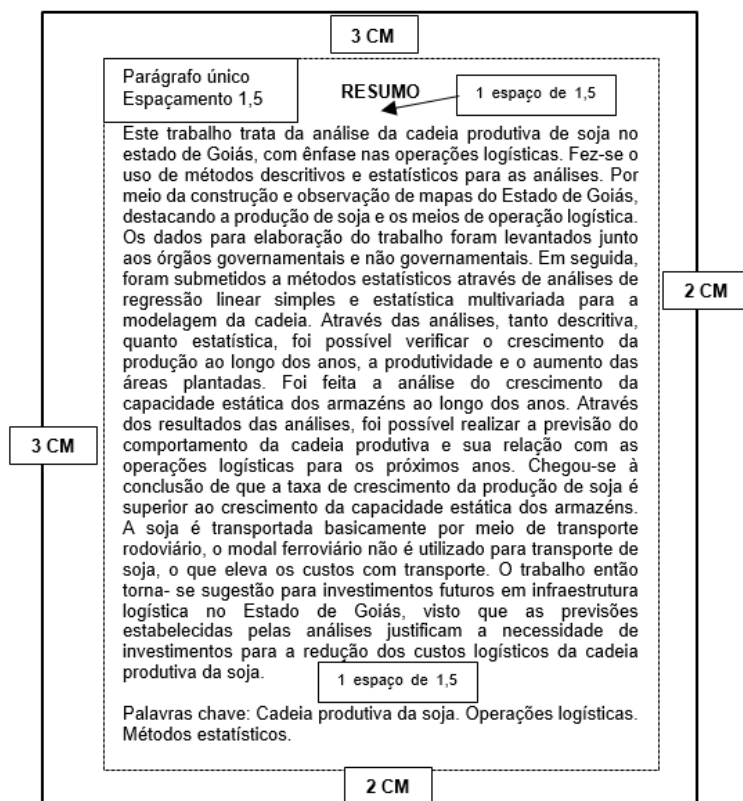 3 CM
Parágrafo único
Espaçamento 1,5
RESUMO
1 espaço de 1,5
Este trabalho trata da análise da cadeia produtiva de soja no
estado de Goiás, com ênfase nas operações logísticas. Fez-se o
uso de métodos descritivos e estatísticos para as análises. Por
meio da construção e observação de mapas do Estado de Goiás,
destacando a produção de soja e os meios de operação logística.
Os dados para elaboração do trabalho foram levantados junto
aos órgãos governamentais e não governamentais. Em seguida,
foram submetidos a métodos estatísticos através de análises de
regressão linear simples e estatística multivariada para a
modelagem da cadeia. Através das análises, tanto descritiva,
quanto estatística, foi possível verificar o crescimento da
produção ao longo dos anos, a produtividade e o aumento das
áreas plantadas. Foi feita a análise do crescimento da
capacidade estática dos armazéns ao longo dos anos. Através
dos resultados das análises, foi possível realizar a previsão do
comportamento da cadeia produtiva e sua relação com as
operações logísticas para os próximos anos. Chegou-se à
conclusão de que a taxa de crescimento da produção de soja é
superior ao crescimento da capacidade estática dos armazéns.
A soja é transportada basicamente por meio de transporte
rodoviário, o modal ferroviário não é utilizado para transporte de
soja, o que eleva os custos com transporte. O trabalho então
torna- se sugestão para investimentos futuros em infraestrutura
logística no Estado de Goiás, visto que as previsões
estabelecidas pelas análises justificam a necessidade de
investimentos para a redução dos custos logísticos da cadeia
produtiva da soja.
1 espaço de 1,5
Palavras chave: Cadeia produtiva da soja. Operações logísticas.
Métodos estatísticos.
2 CM
3 CM
2 CM